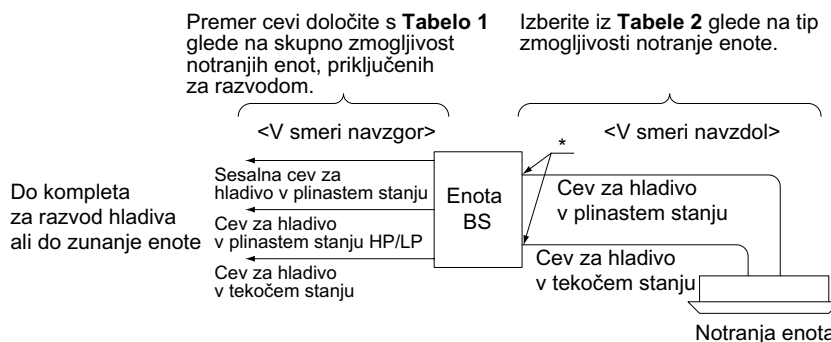 Premer cevi določite s Tabelo 1
glede na skupno zmogljivost
notranjih enot, priključenih
za razvodom.
Izberite iz Tabele 2 glede na tip
zmogljivosti notranje enote.
<V smeri navzgor>
*
<V smeri navzdol>
Do kompleta
za razvod hladiva
ali do zunanje enote
Sesalna cev za
hladivo v plinastem stanju
Cev za hladivo
v plinastem stanju HP/LP
Cev za hladivo
v tekočem stanju
Enota
BS
Cev za hladivo
v plinastem stanju
Cev za hladivo
v tekočem stanju
Notranja enota